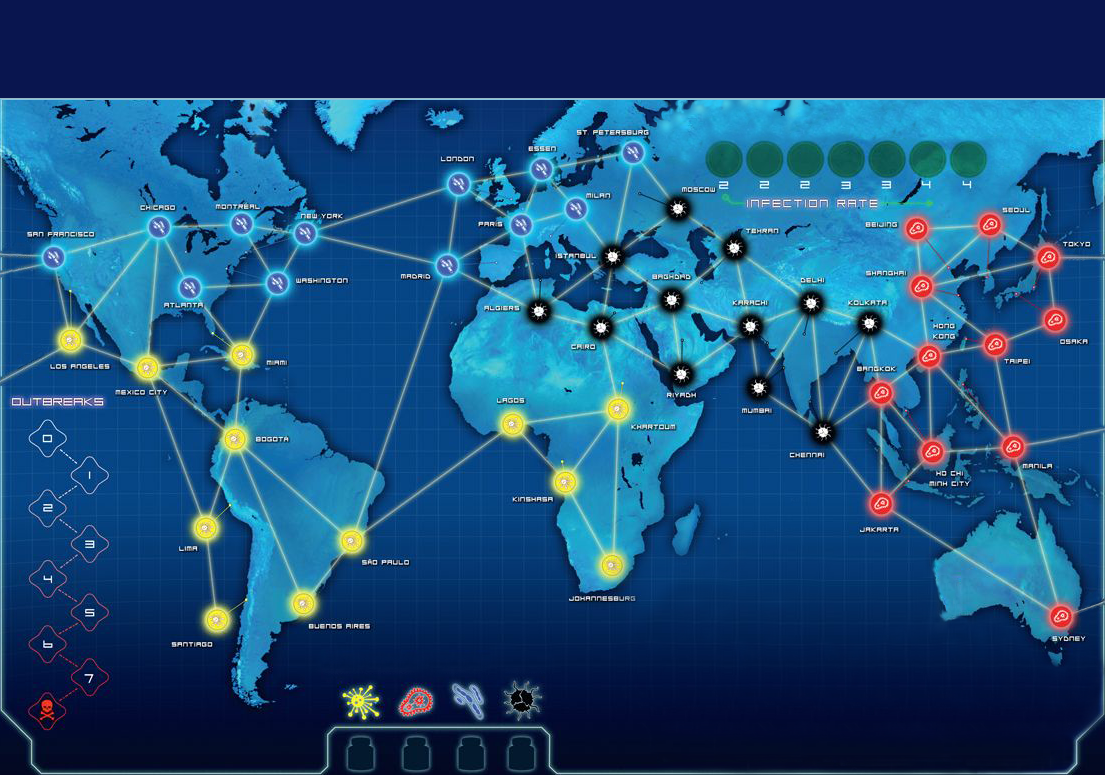 ST. PETERSBURG
ESSEN
LONDON
MOSCOW
2 2 2 3 3 4 4
INFECTION RATE
MILAN
CHICAGO
MONTRÉAL
NEW YORK
PARIS
SEOUL
BEIJING
TEHRAN
SAN FRANCISCO
TOKYO
ISTANBUL
SHANGHAI
MADRID
BAGHDAD
WASHINGTON
DELHI
ATLANTA
ALGIERS
KARACHI
KOLKATA
HONG
KONG
OSAKA
CAIRO
TAIPEI
LOS ANGELES
MIAMI
BANGKOK
MEXICO CITY
RIYADH
OUTBREAKS
LAGOS
MUMBAI
KHARTOUM
0
BOGOTÁ
CHENNAI
MANILA
1
HO CHI
MINH CITY
KINSHASA
2
JAKARTA
3
LIMA
SÃO PAULO
4
JOHANNESBURG
5
BUENOS AIRES
SYDNEY
6
SANTIAGO
7